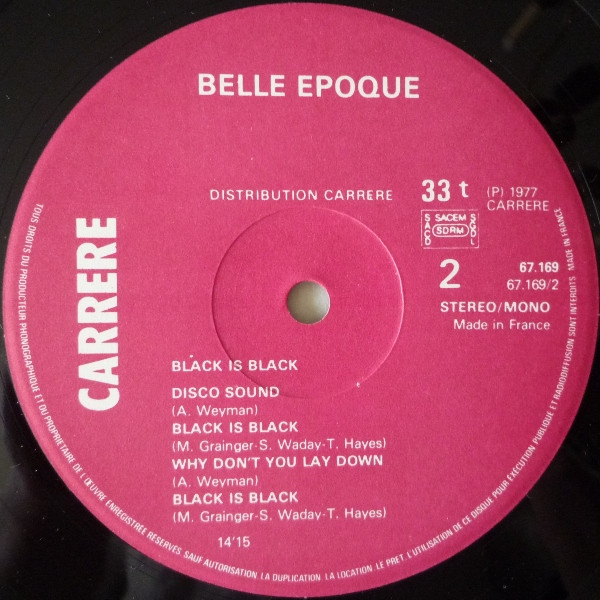 BELLE EPOQUE
DISTRIBUTION CARRERE
33 t
(P) 1977
CARRERE
SACD
SACEM
SDRM
SGDL
2
67.169
67.169/2
STEREO/MONO
Made in France
CARRERE
BLACK IS BLACK
DISCO SOUND
(A. Weyman)
BLACK IS BLACK
(M. Grainger-S. Waday-T. Hayes)
WHY DON'T YOU LAY DOWN
(A. Weyman)
BLACK IS BLACK
(M. Grainger-S. Waday-T. Hayes)
14'15
TOUS DROITS DU PRODUCTEUR PHONOGRAPHIQUE ET DU PROPRIETAIRE DE L'ŒUVRE ENREGISTREE RESERVES SAUF AUTORISATION LA DUPLICATION LA LOCATION LE PRET L'UTILISATION DE CE DISQUE POUR EXECUTION PUBLIQUE ET RADIODIFFUSION SONT INTERDITS MADE IN FRANCE